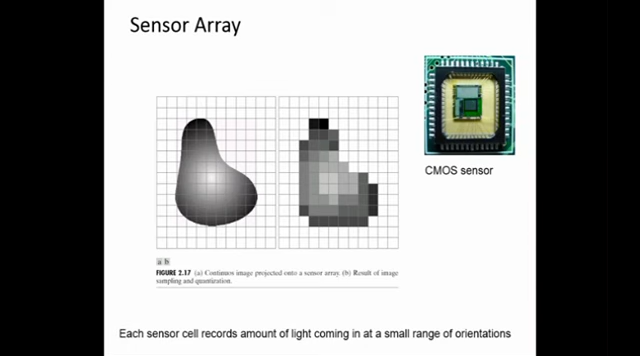 Sensor Array
CMOS sensor
a b
FIGURE 2.17 (a) Continuos image projected onto a sensor array. (b) Result of image
sampling and quantization.
Each sensor cell records amount of light coming in at a small range of orientations